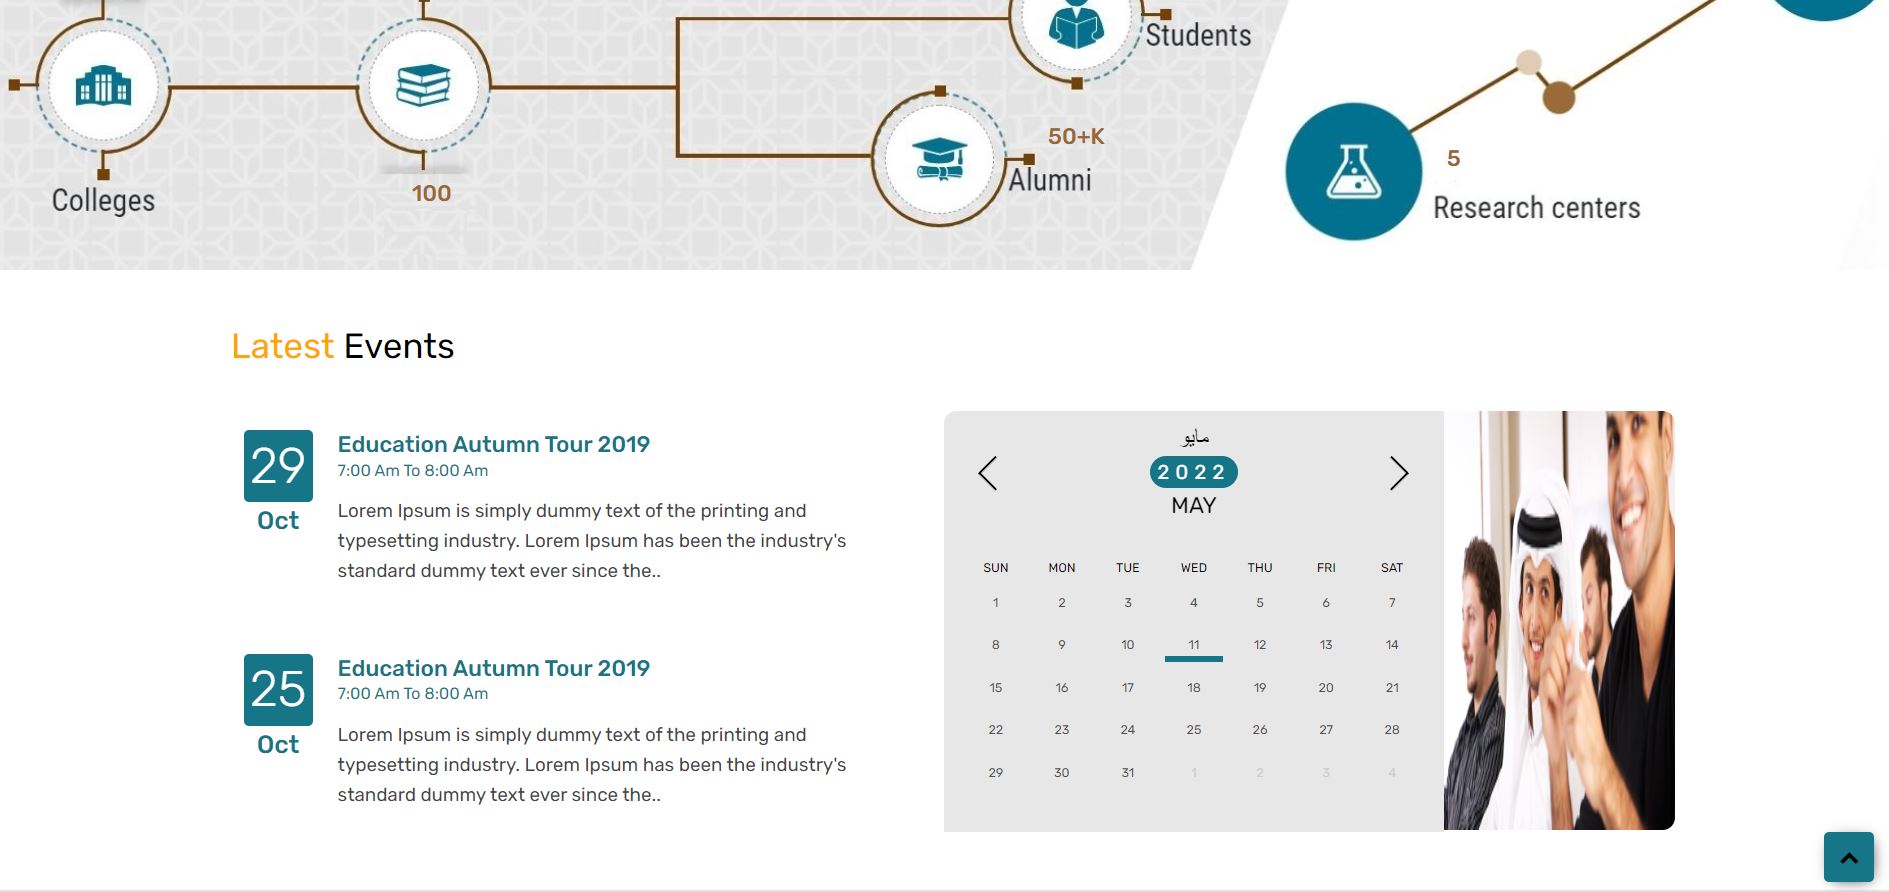 Students
50+K
Alumni
5
Research centers
Colleges
100
Latest Events
29
Oct
Education Autumn Tour 2019
7:00 Am To 8:00 Am
Lorem Ipsum is simply dummy text of the printing and
typesetting industry. Lorem Ipsum has been the industry's
standard dummy text ever since the..
25
Oct
Education Autumn Tour 2019
7:00 Am To 8:00 Am
Lorem Ipsum is simply dummy text of the printing and
typesetting industry. Lorem Ipsum has been the industry's
standard dummy text ever since the..
مايو
2022
MAY
SUN MON TUE WED THU FRI SAT
1 2 3 4 5 6 7
8 9 10 11 12 13 14
15 16 17 18 19 20 21
22 23 24 25 26 27 28
29 30 31 1 2 3 4